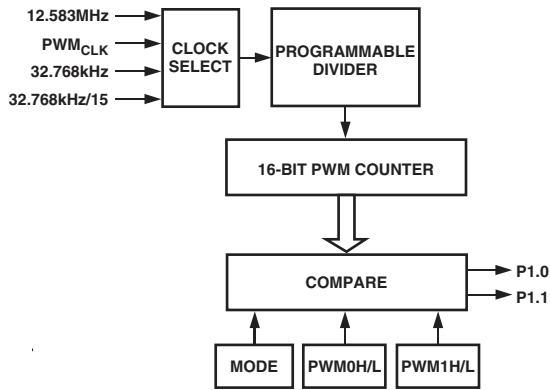 12.583MHz
PWMCLK
32.768kHz
32.768kHz/15
CLOCK
SELECT
PROGRAMMABLE
DIVIDER
16-BIT PWM COUNTER
COMPARE
P1.0
P1.1
MODE
PWM0H/L
PWM1H/L